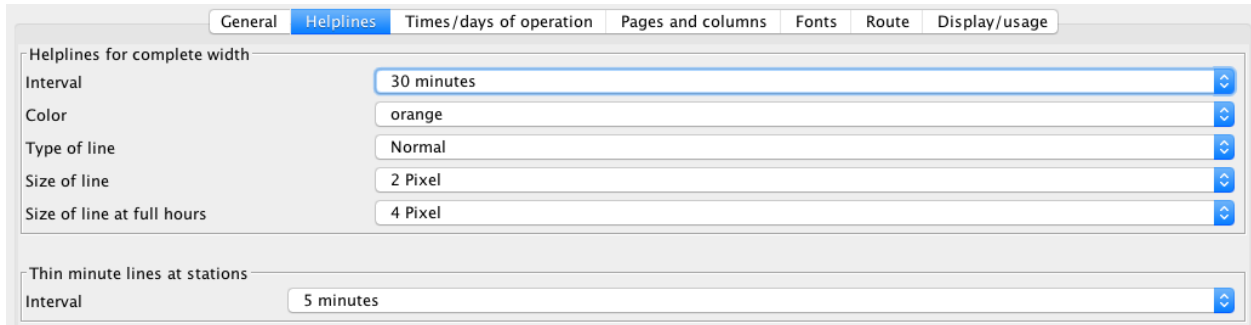 General Helplines Times/days of operation Pages and columns Fonts Route Display/usage
Helplines for complete width
Interval 30 minutes
Color orange
Type of line Normal
Size of line 2 Pixel
Size of line at full hours 4 Pixel
Thin minute lines at stations
Interval 5 minutes